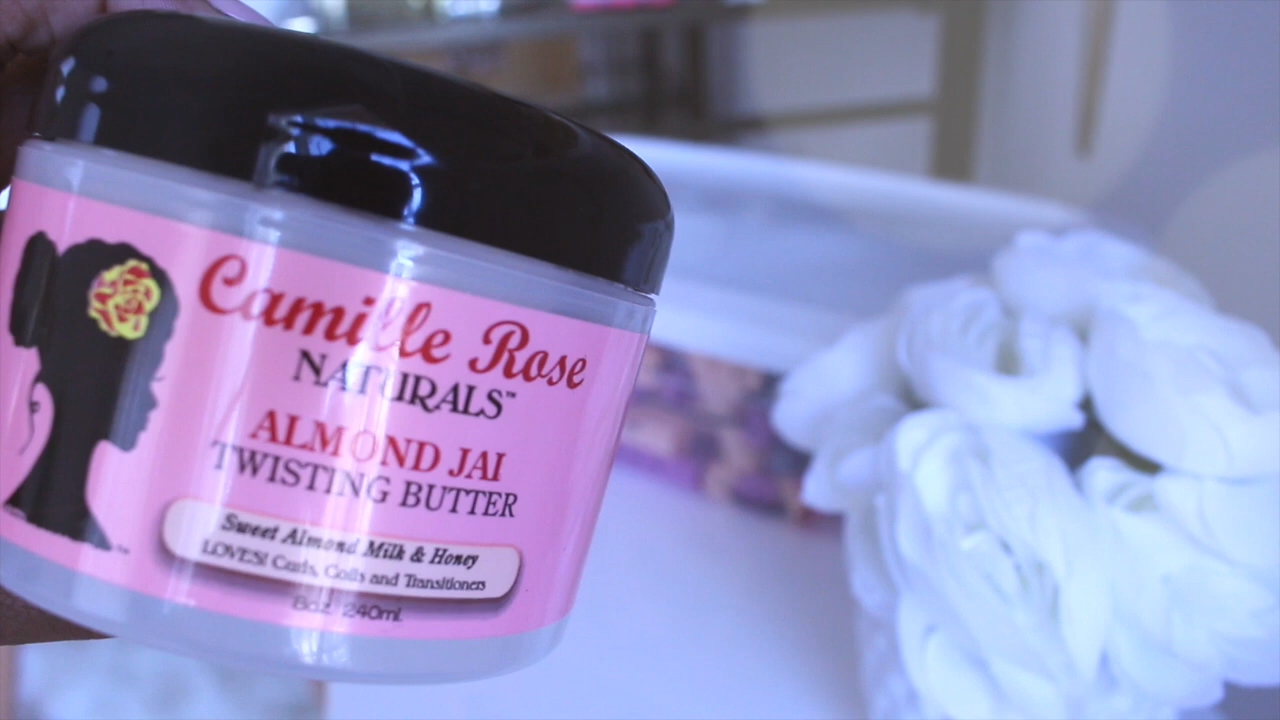 Camille Rose
NATURALS™
ALMOND JAI
TWISTING BUTTER
Sweet Almond Milk & Honey
LOVES! Curls, Coils and Transitioners
8oz. 240ml.